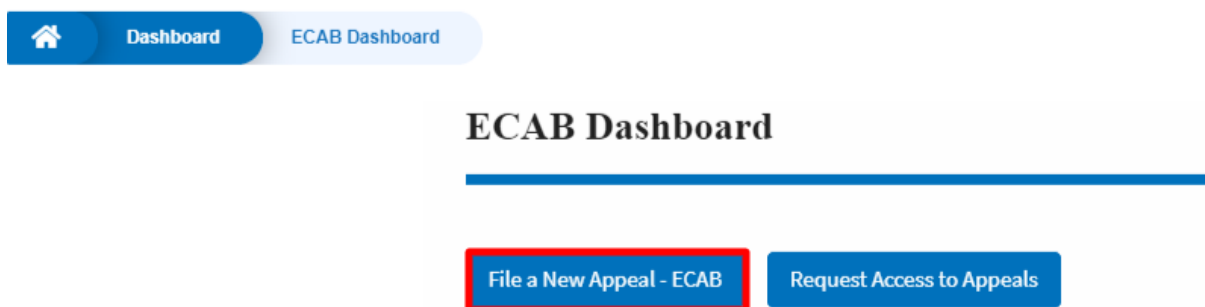 Dashboard ECAB Dashboard
ECAB Dashboard
File a New Appeal - ECAB Request Access to Appeals